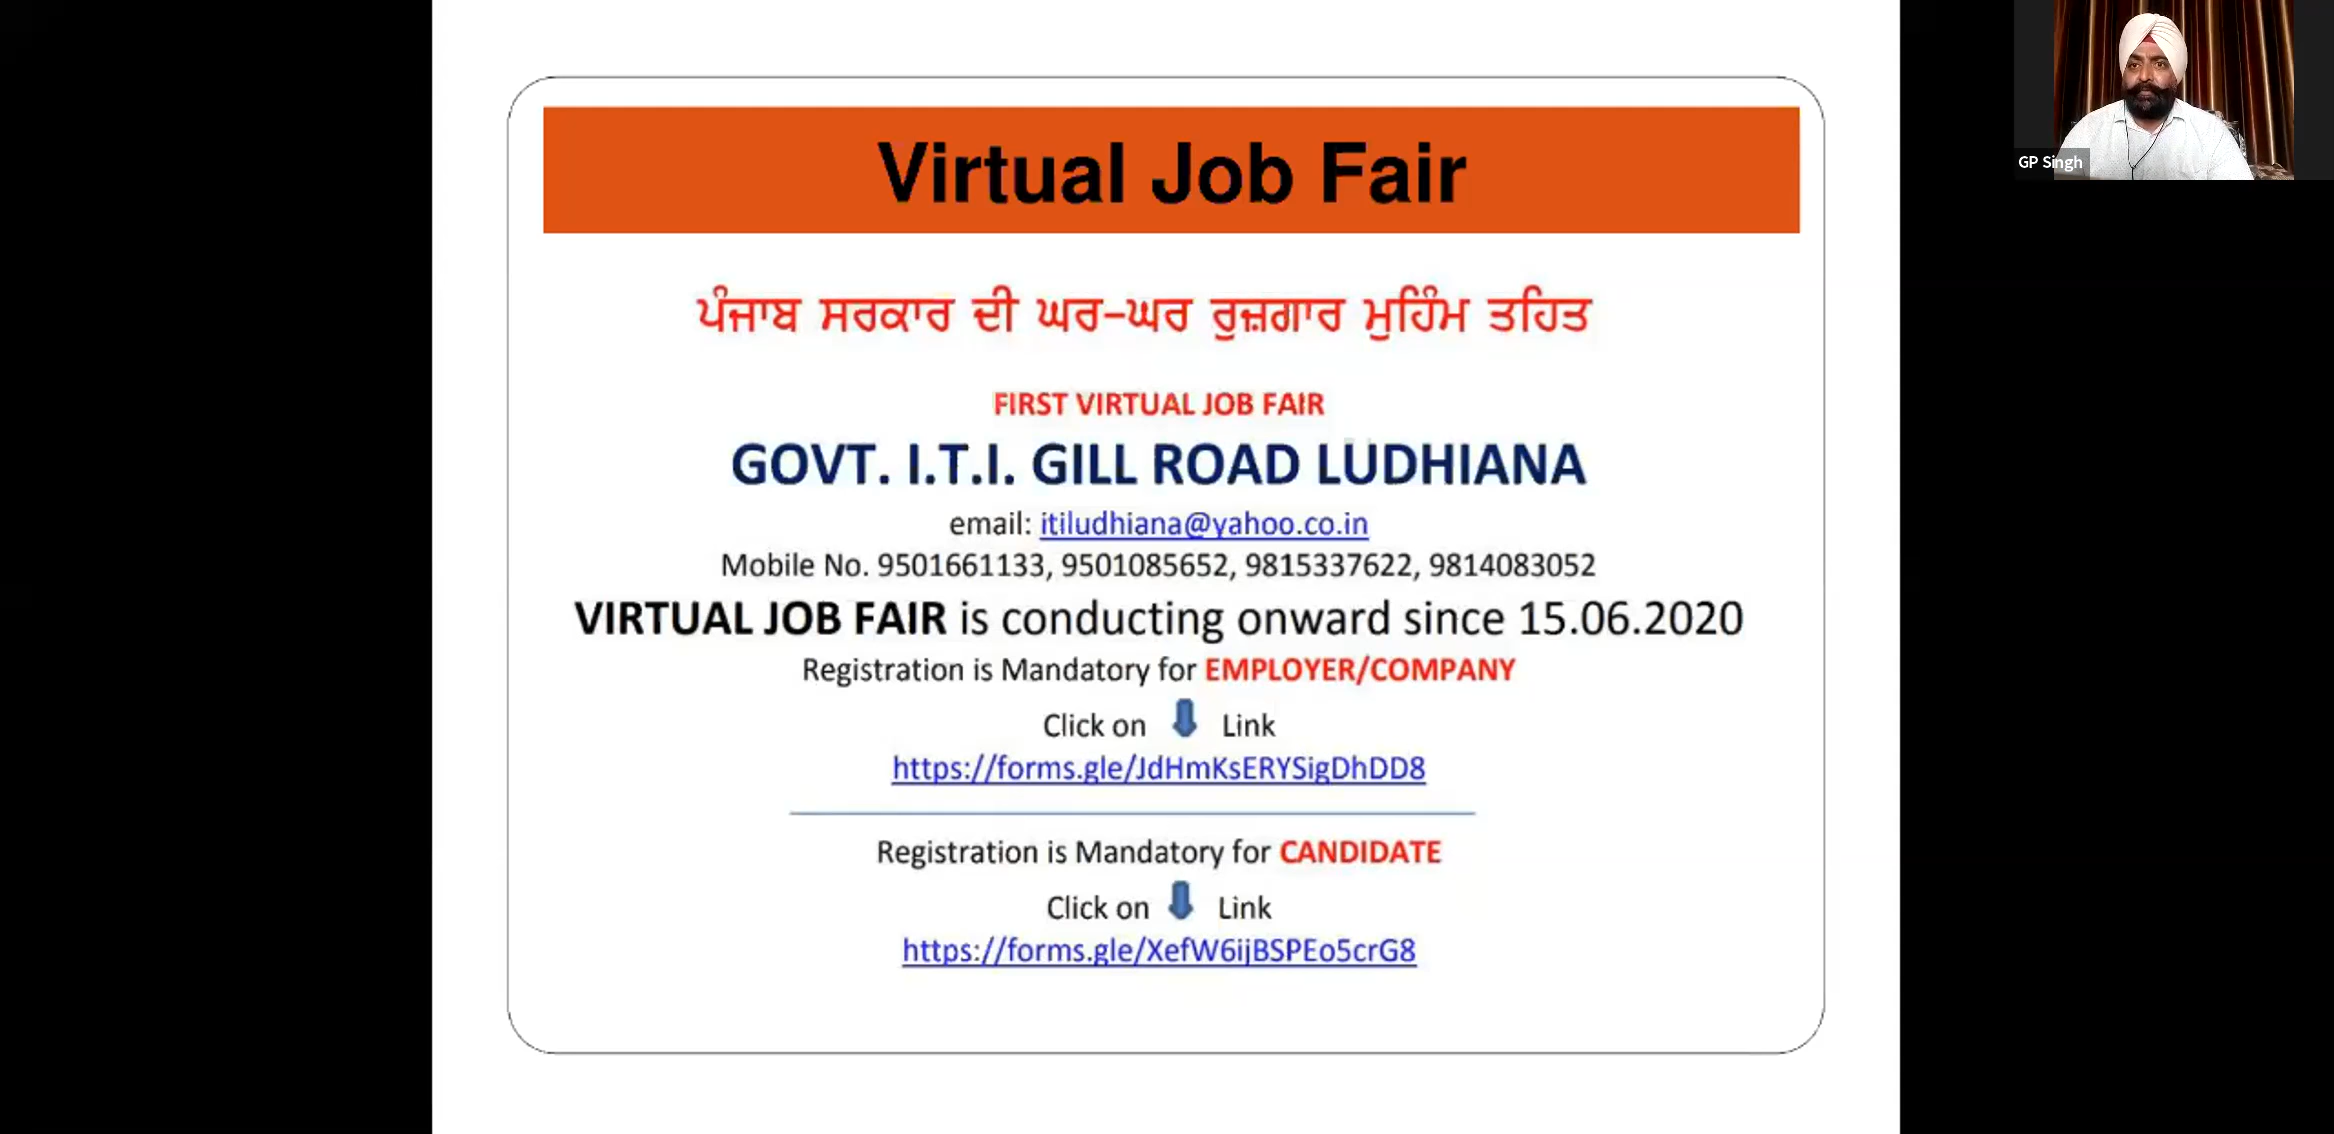 Virtual Job Fair
ਪੰਜਾਬ ਸਰਕਾਰ ਦੀ ਘਰ-ਘਰ ਰੁਜ਼ਗਾਰ ਮੁਹਿੰਮ ਤਹਿਤ
FIRST VIRTUAL JOB FAIR
GOVT. I.T.I. GILL ROAD LUDHIANA
email: itiludhiana@yahoo.co.in
Mobile No. 9501661133, 9501085652, 9815337622, 9814083052
VIRTUAL JOB FAIR is conducting onward since 15.06.2020
Registration is Mandatory for EMPLOYER/COMPANY
Click on Link
https://forms.gle/JdHmKsERYSigDhDD8
Registration is Mandatory for CANDIDATE
Click on Link
https://forms.gle/XefW6ijBSPEo5crG8
GP Singh